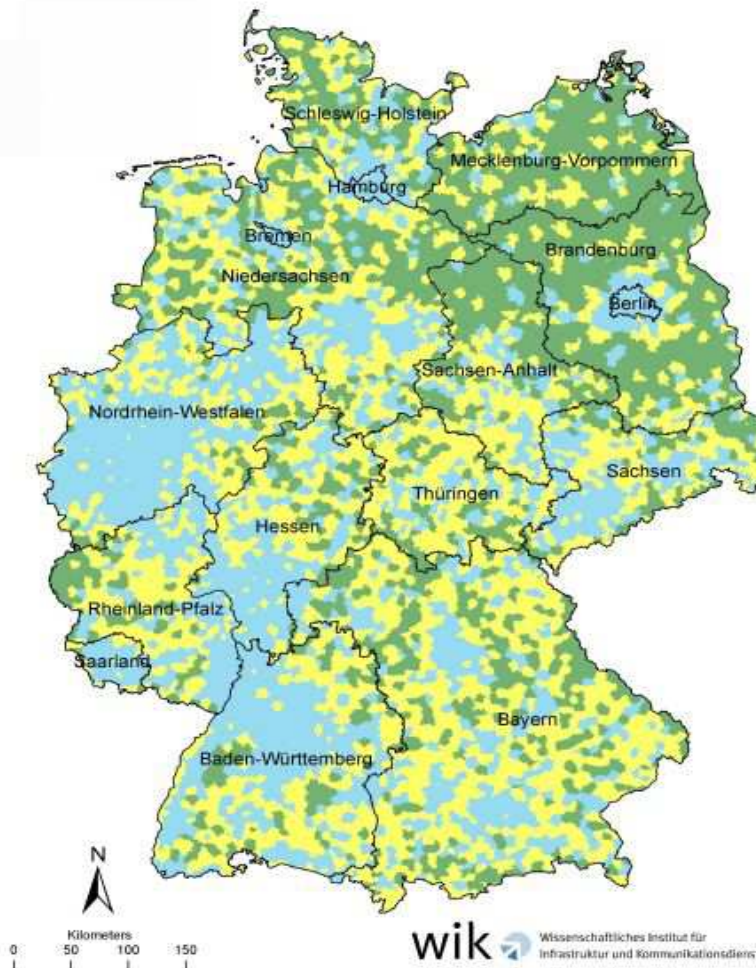 Schleswig-Holstein
Mecklenburg-Vorpommern
Hamburg
Bremen
Brandenburg
Niedersachsen
Berlin
Sachsen-Anhalt
Nordrhein-Westfalen
Sachsen
Thüringen
Hessen
Rheinland-Pfalz
Saarland
Bayern
Baden-Württemberg
N
Kilometers
0 50 100 150
wik
Wissenschaftliches Institut für
Infrastruktur und Kommunikationsdiens